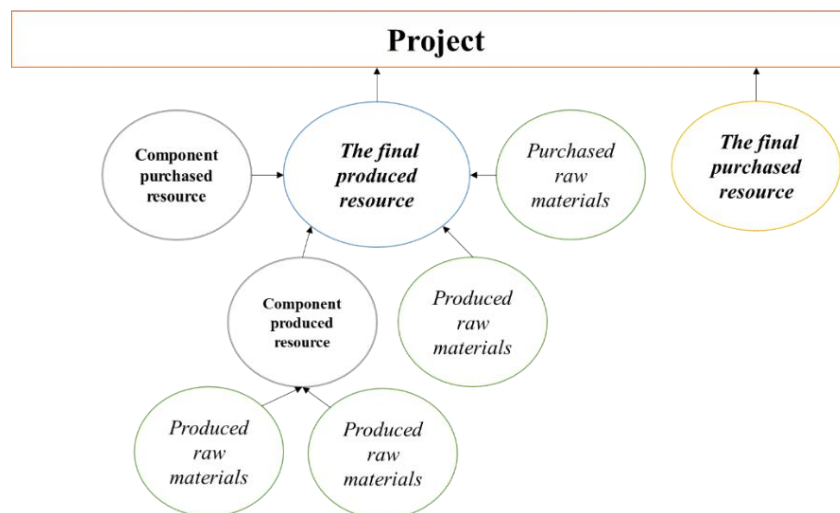 Project
Component
purchased
resource
The final
produced
resource
Purchased
raw
materials
The final
purchased
resource
Component
produced
resource
Produced
raw
materials
Produced
raw
materials
Produced
raw
materials